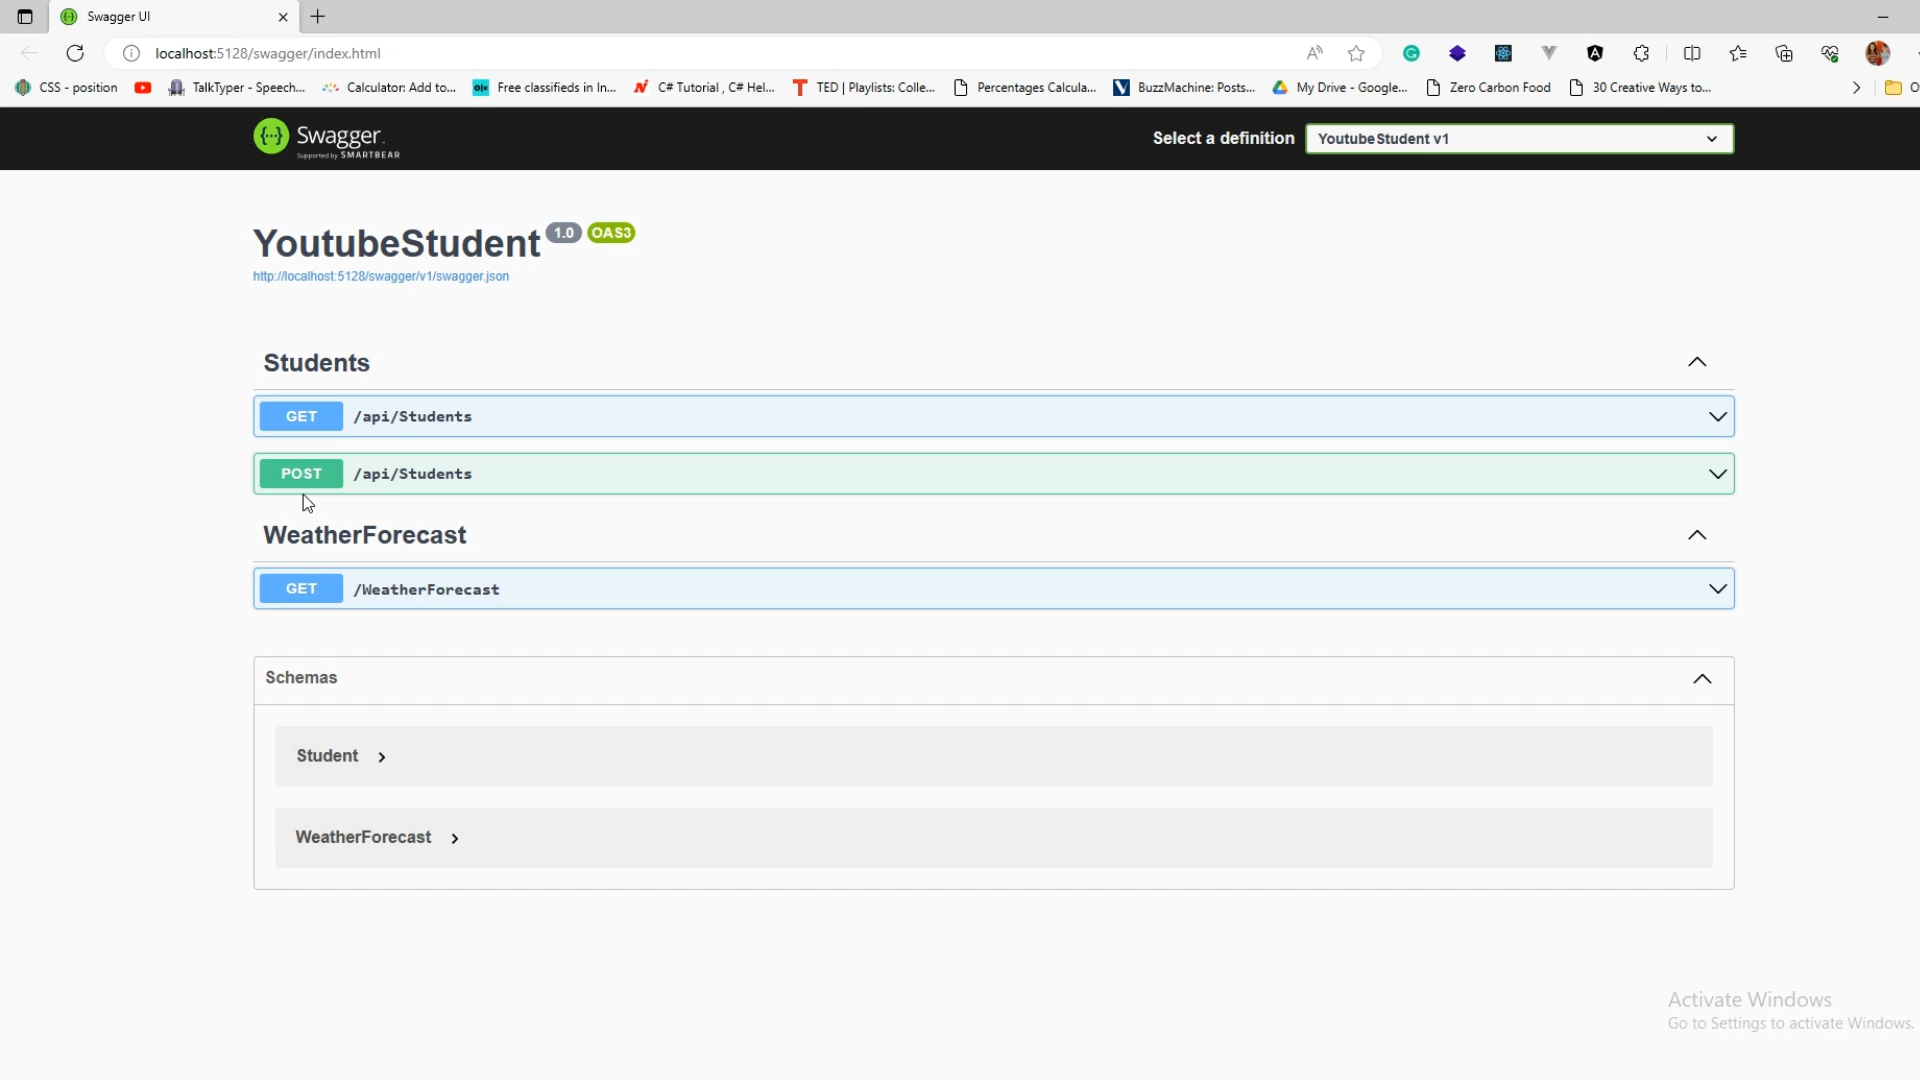 Swagger UI
localhost:5128/swagger/index.html
CSS - position
TalkTyper - Speech...
Calculator: Add to...
Free classifieds in In...
C# Tutorial , C# Hel...
TED | Playlists: Colle...
Percentages Calcula...
BuzzMachine: Posts...
My Drive - Google...
Zero Carbon Food
30 Creative Ways to...
Swagger.
Supported by SMARTBEAR
Select a definition
YoutubeStudent v1
YoutubeStudent 1.0 OAS3
http://localhost:5128/swagger/v1/swagger.json
Students
GET /api/Students
POST /api/Students
WeatherForecast
GET /WeatherForecast
Schemas
Student
WeatherForecast
Activate Windows
Go to Settings to activate Windows.